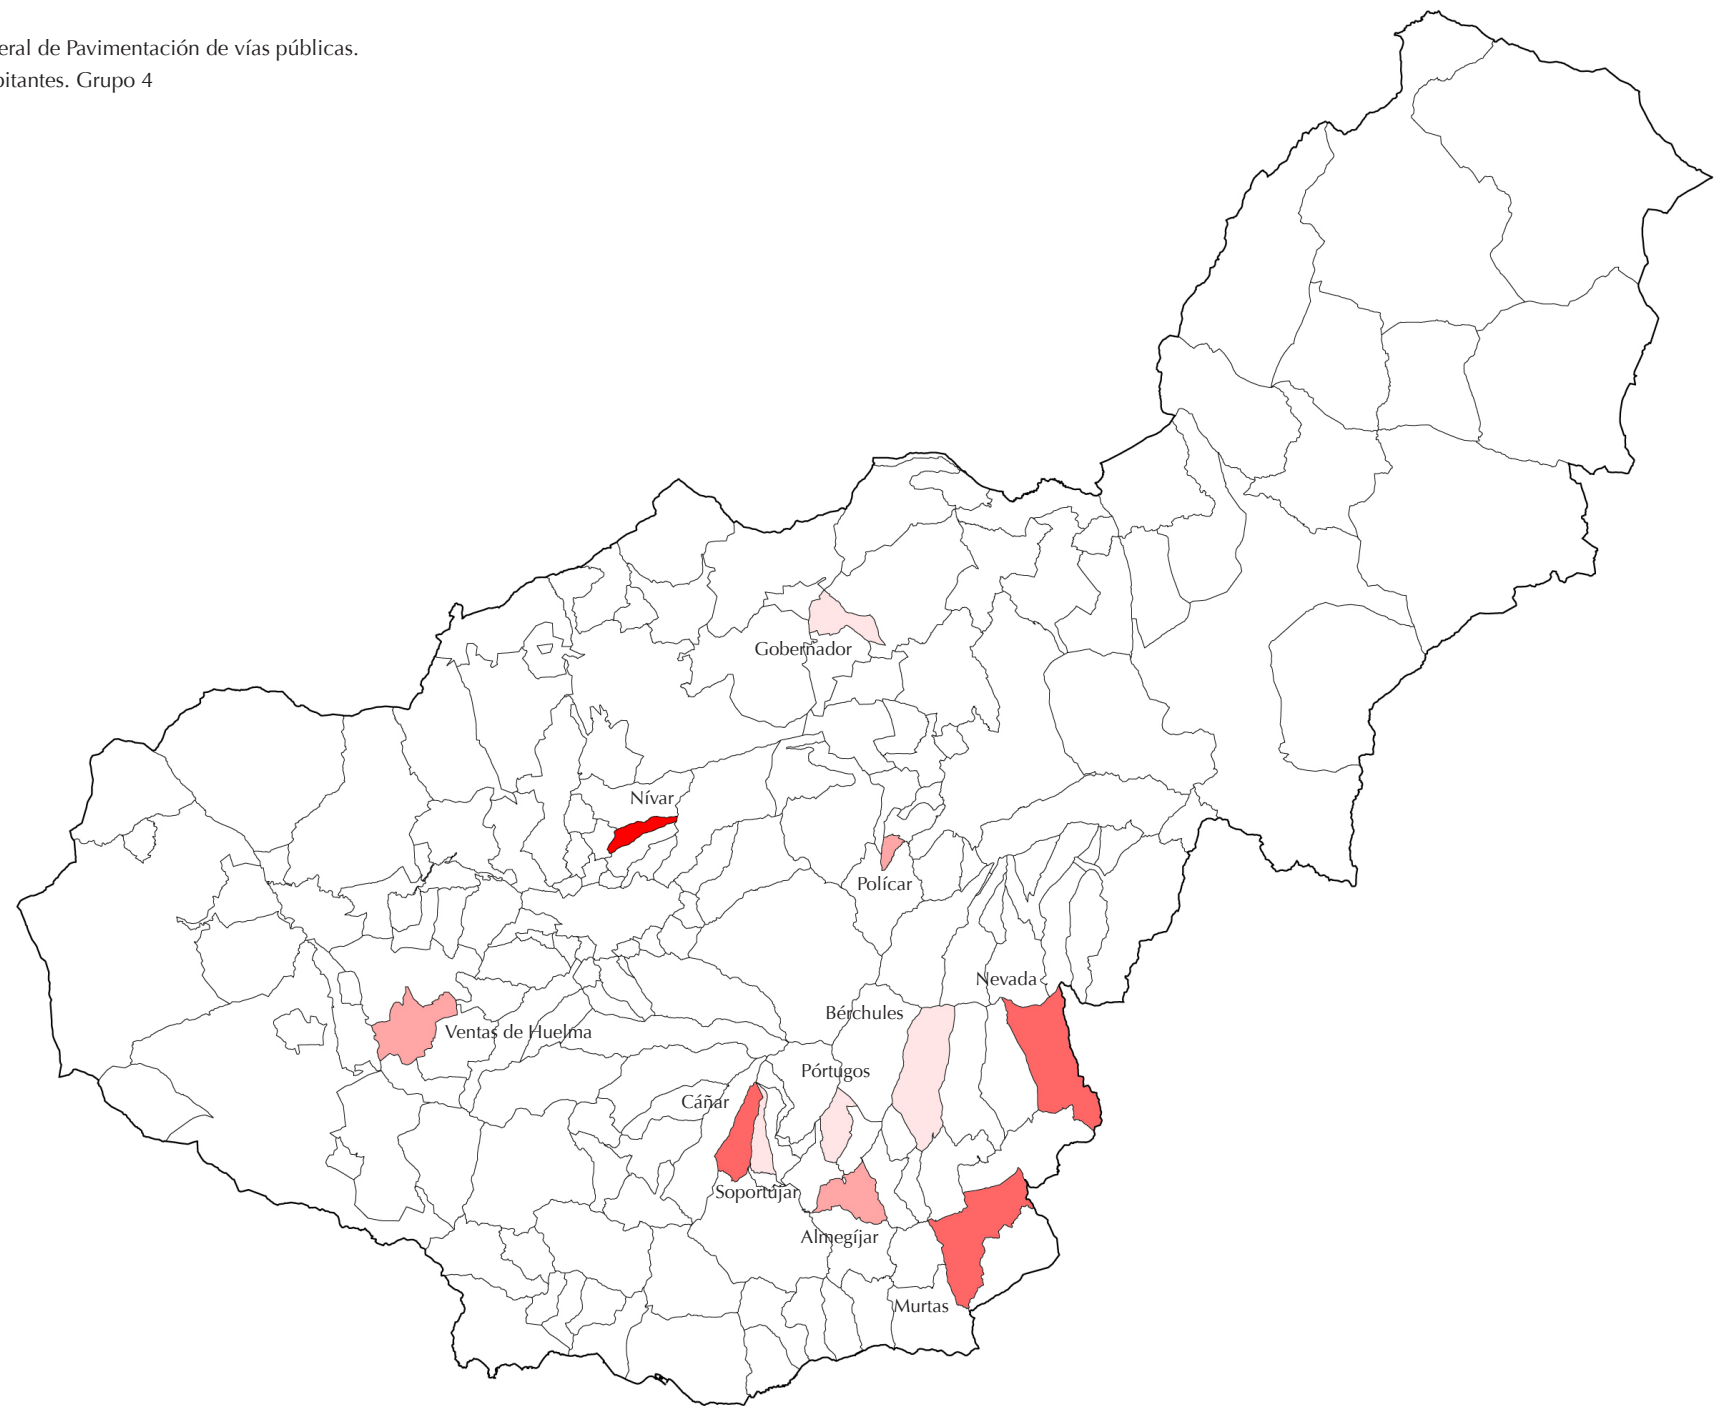 eral de Pavimentación de vías públicas.
bitantes. Grupo 4
Gobernador
Nívar
Polícar
Nevada
Bérchules
Ventas de Huelma
Pórtugos
Cáñar
Soportújar
Almegíjar
Murtas